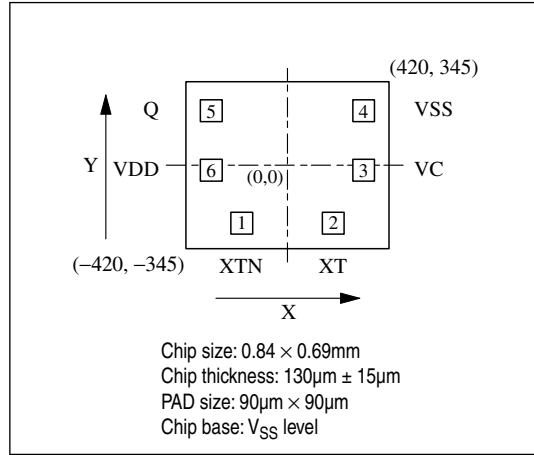 (420, 345)
Q 5 4 VSS
Y VDD 6 (0,0) 3 VC
1 2
(−420, −345) XTN XT
X
Chip size: 0.84 × 0.69mm
Chip thickness: 130µm ± 15µm
PAD size: 90µm × 90µm
Chip base: VSS level